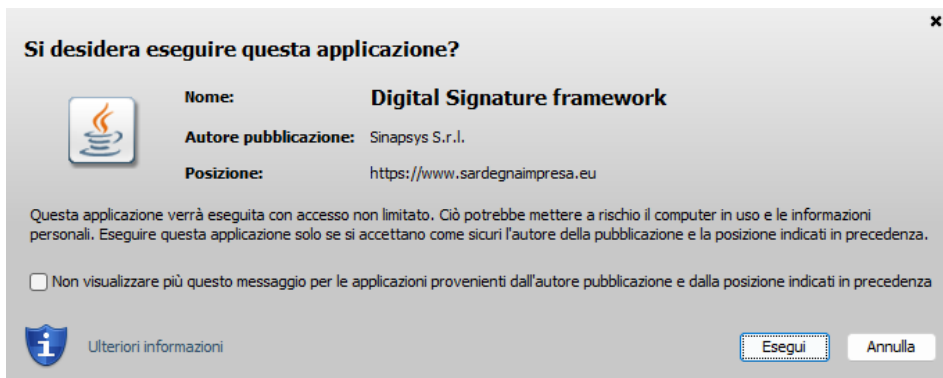 Si desidera eseguire questa applicazione?
Nome: Digital Signature framework
Autore pubblicazione: Sinapsys S.r.l.
Posizione: https://www.sardegnaimpresa.eu
Questa applicazione verrà eseguita con accesso non limitato. Ciò potrebbe mettere a rischio il computer in uso e le informazioni
personali. Eseguire questa applicazione solo se si accettano come sicuri l'autore della pubblicazione e la posizione indicati in precedenza.
Non visualizzare più questo messaggio per le applicazioni provenienti dall'autore pubblicazione e dalla posizione indicati in precedenza
Ulteriori informazioni
Esegui Annulla